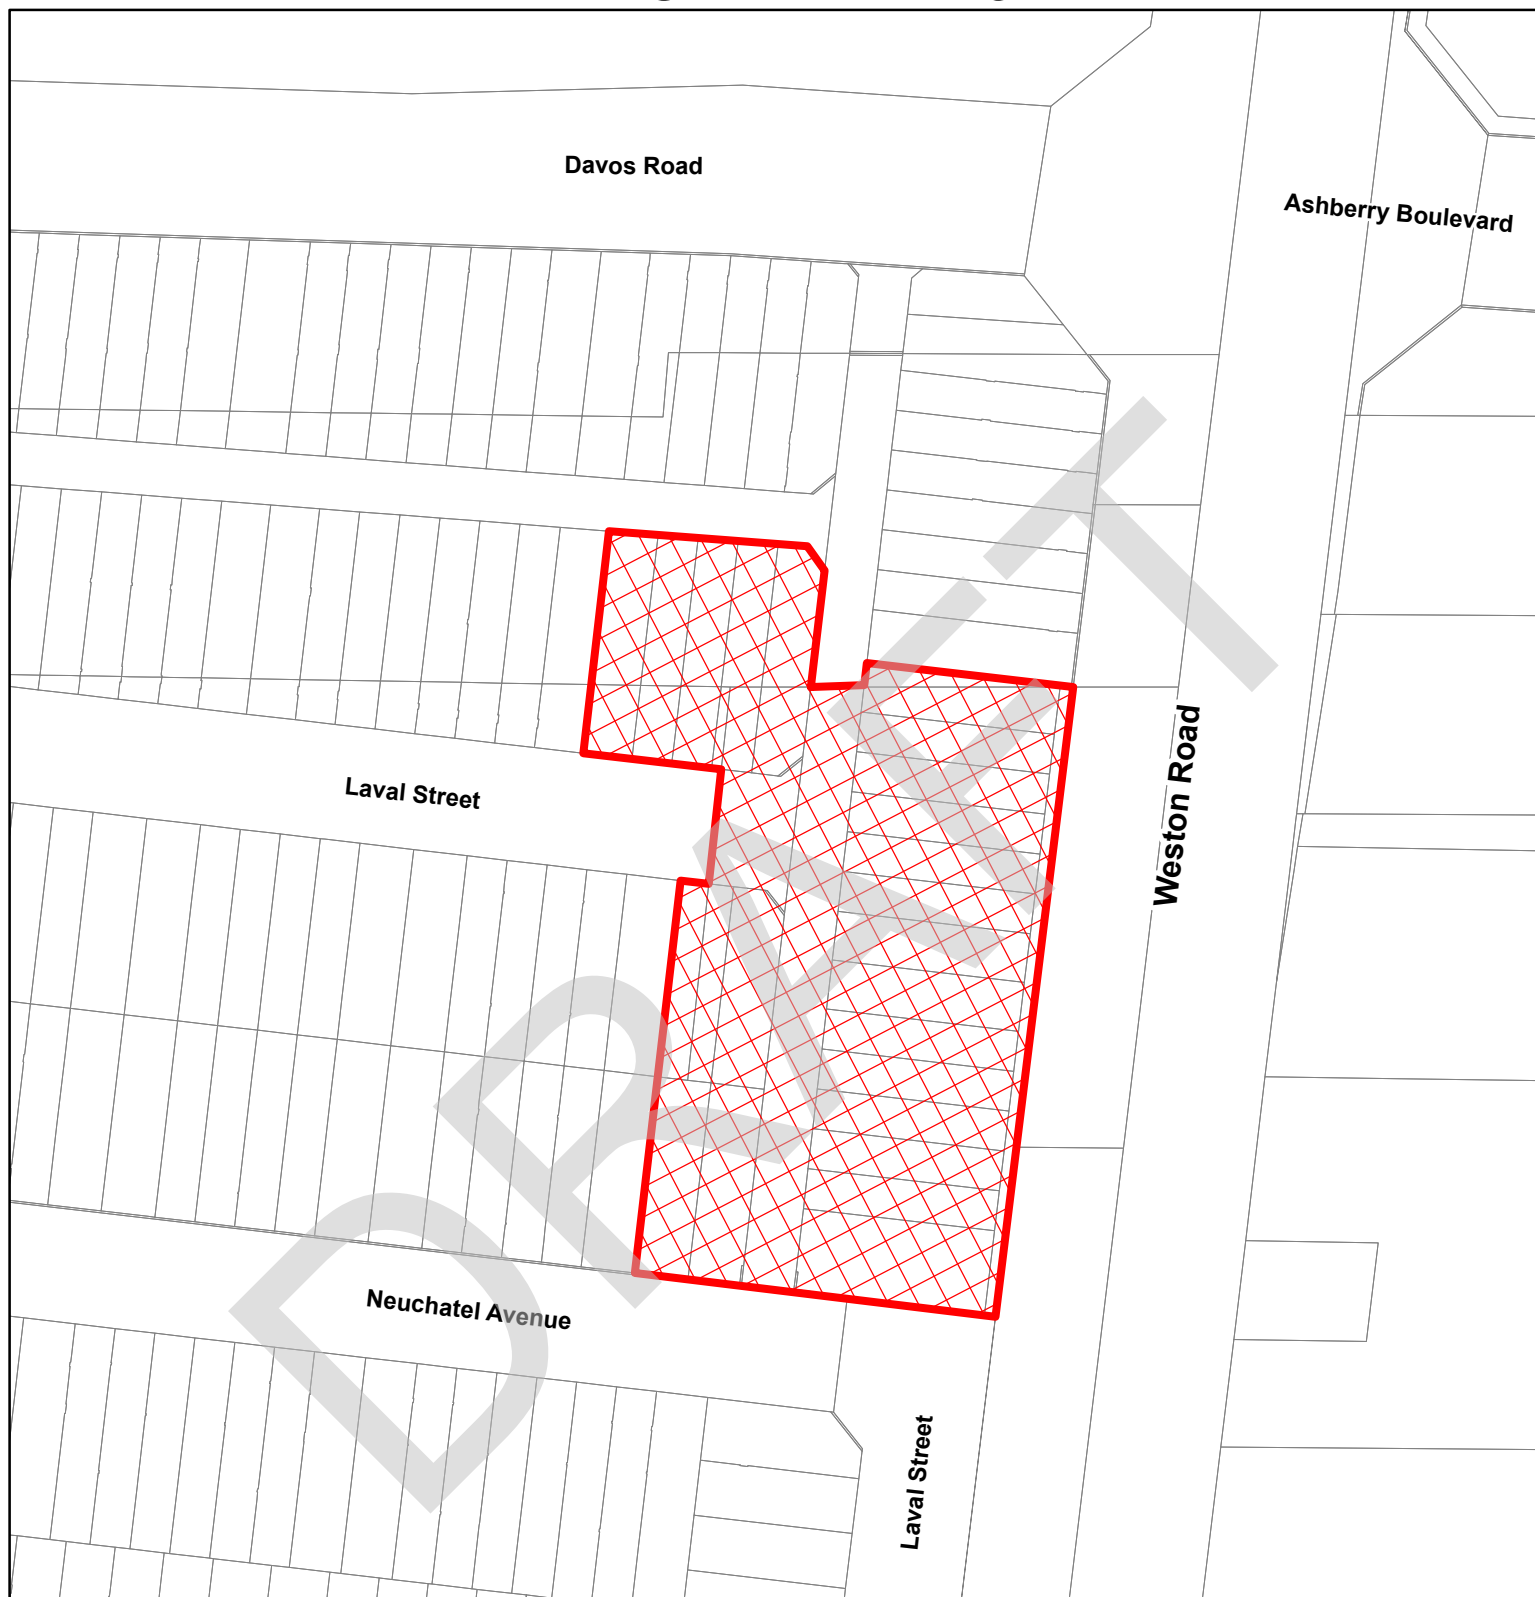 Davos Road
Ashberry Boulevard
Weston Road
Laval Street
Neuchatel Avenue
Laval Street
DRAFT